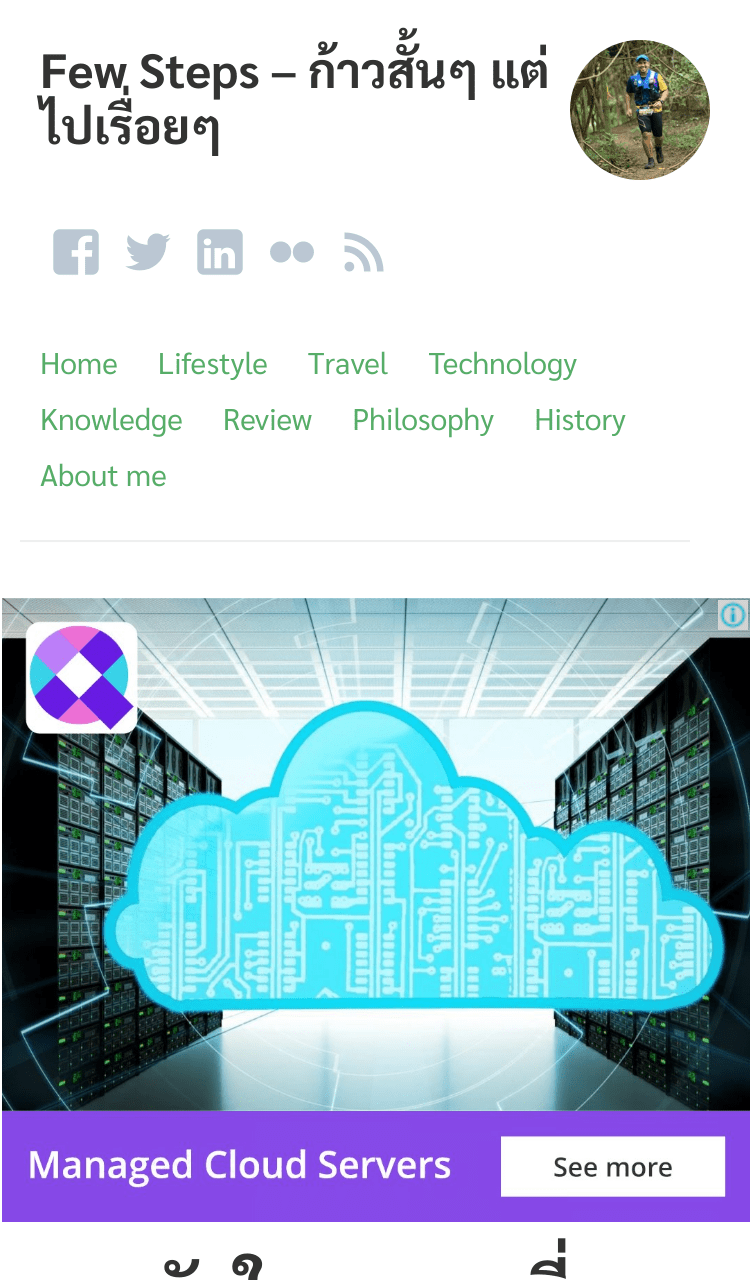 Few Steps – ก้าวสั้นๆ แต่
ไปเรื่อยๆ
Home Lifestyle Travel Technology
Knowledge Review Philosophy History
About me
Managed Cloud Servers
See more